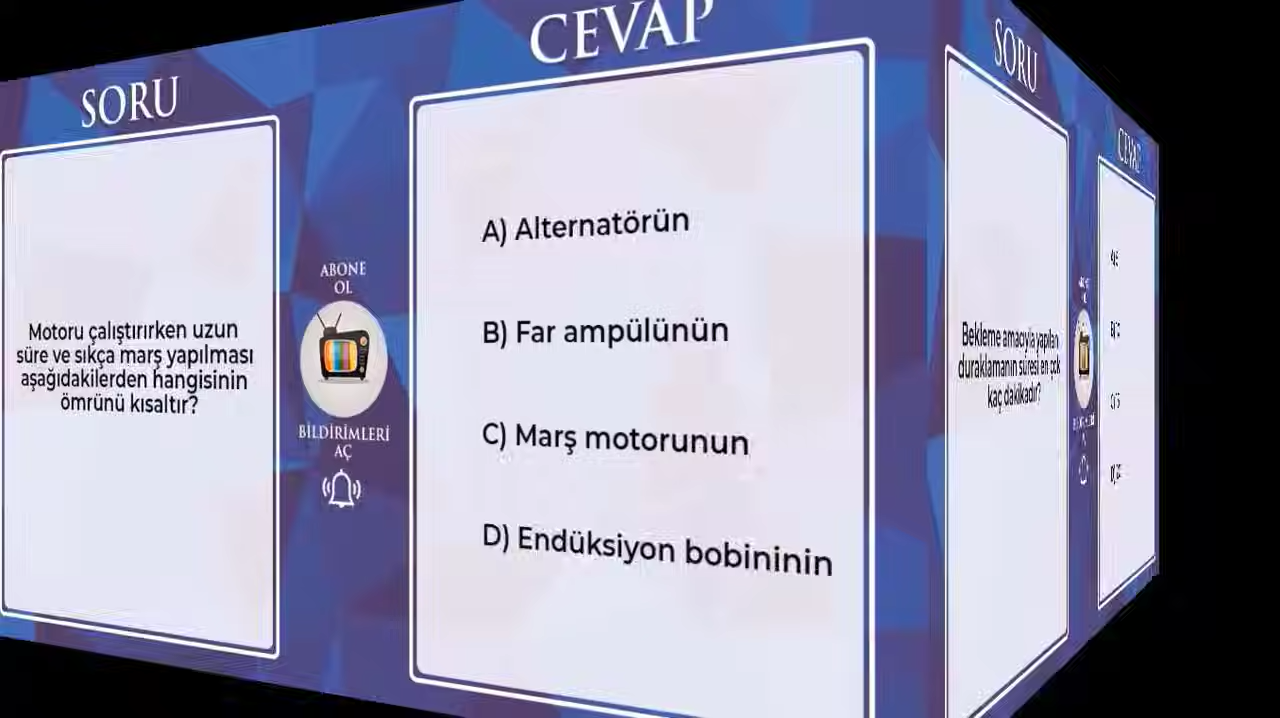 SORU
Motoru çalıştırırken uzun
süre ve sıkça marş yapılması
aşağıdakilerden hangisinin
ömrünü kısaltır?
ABONE
OL
BİLDİRİMLERİ
AÇ
CEVAP
A) Alternatörün
B) Far ampülünün
C) Marş motorunun
D) Endüksiyon bobininin
SORU
Bekleme amacıyla yapılan
duraklamanın süresi en çok
kaç dakikadır?
CEVAP